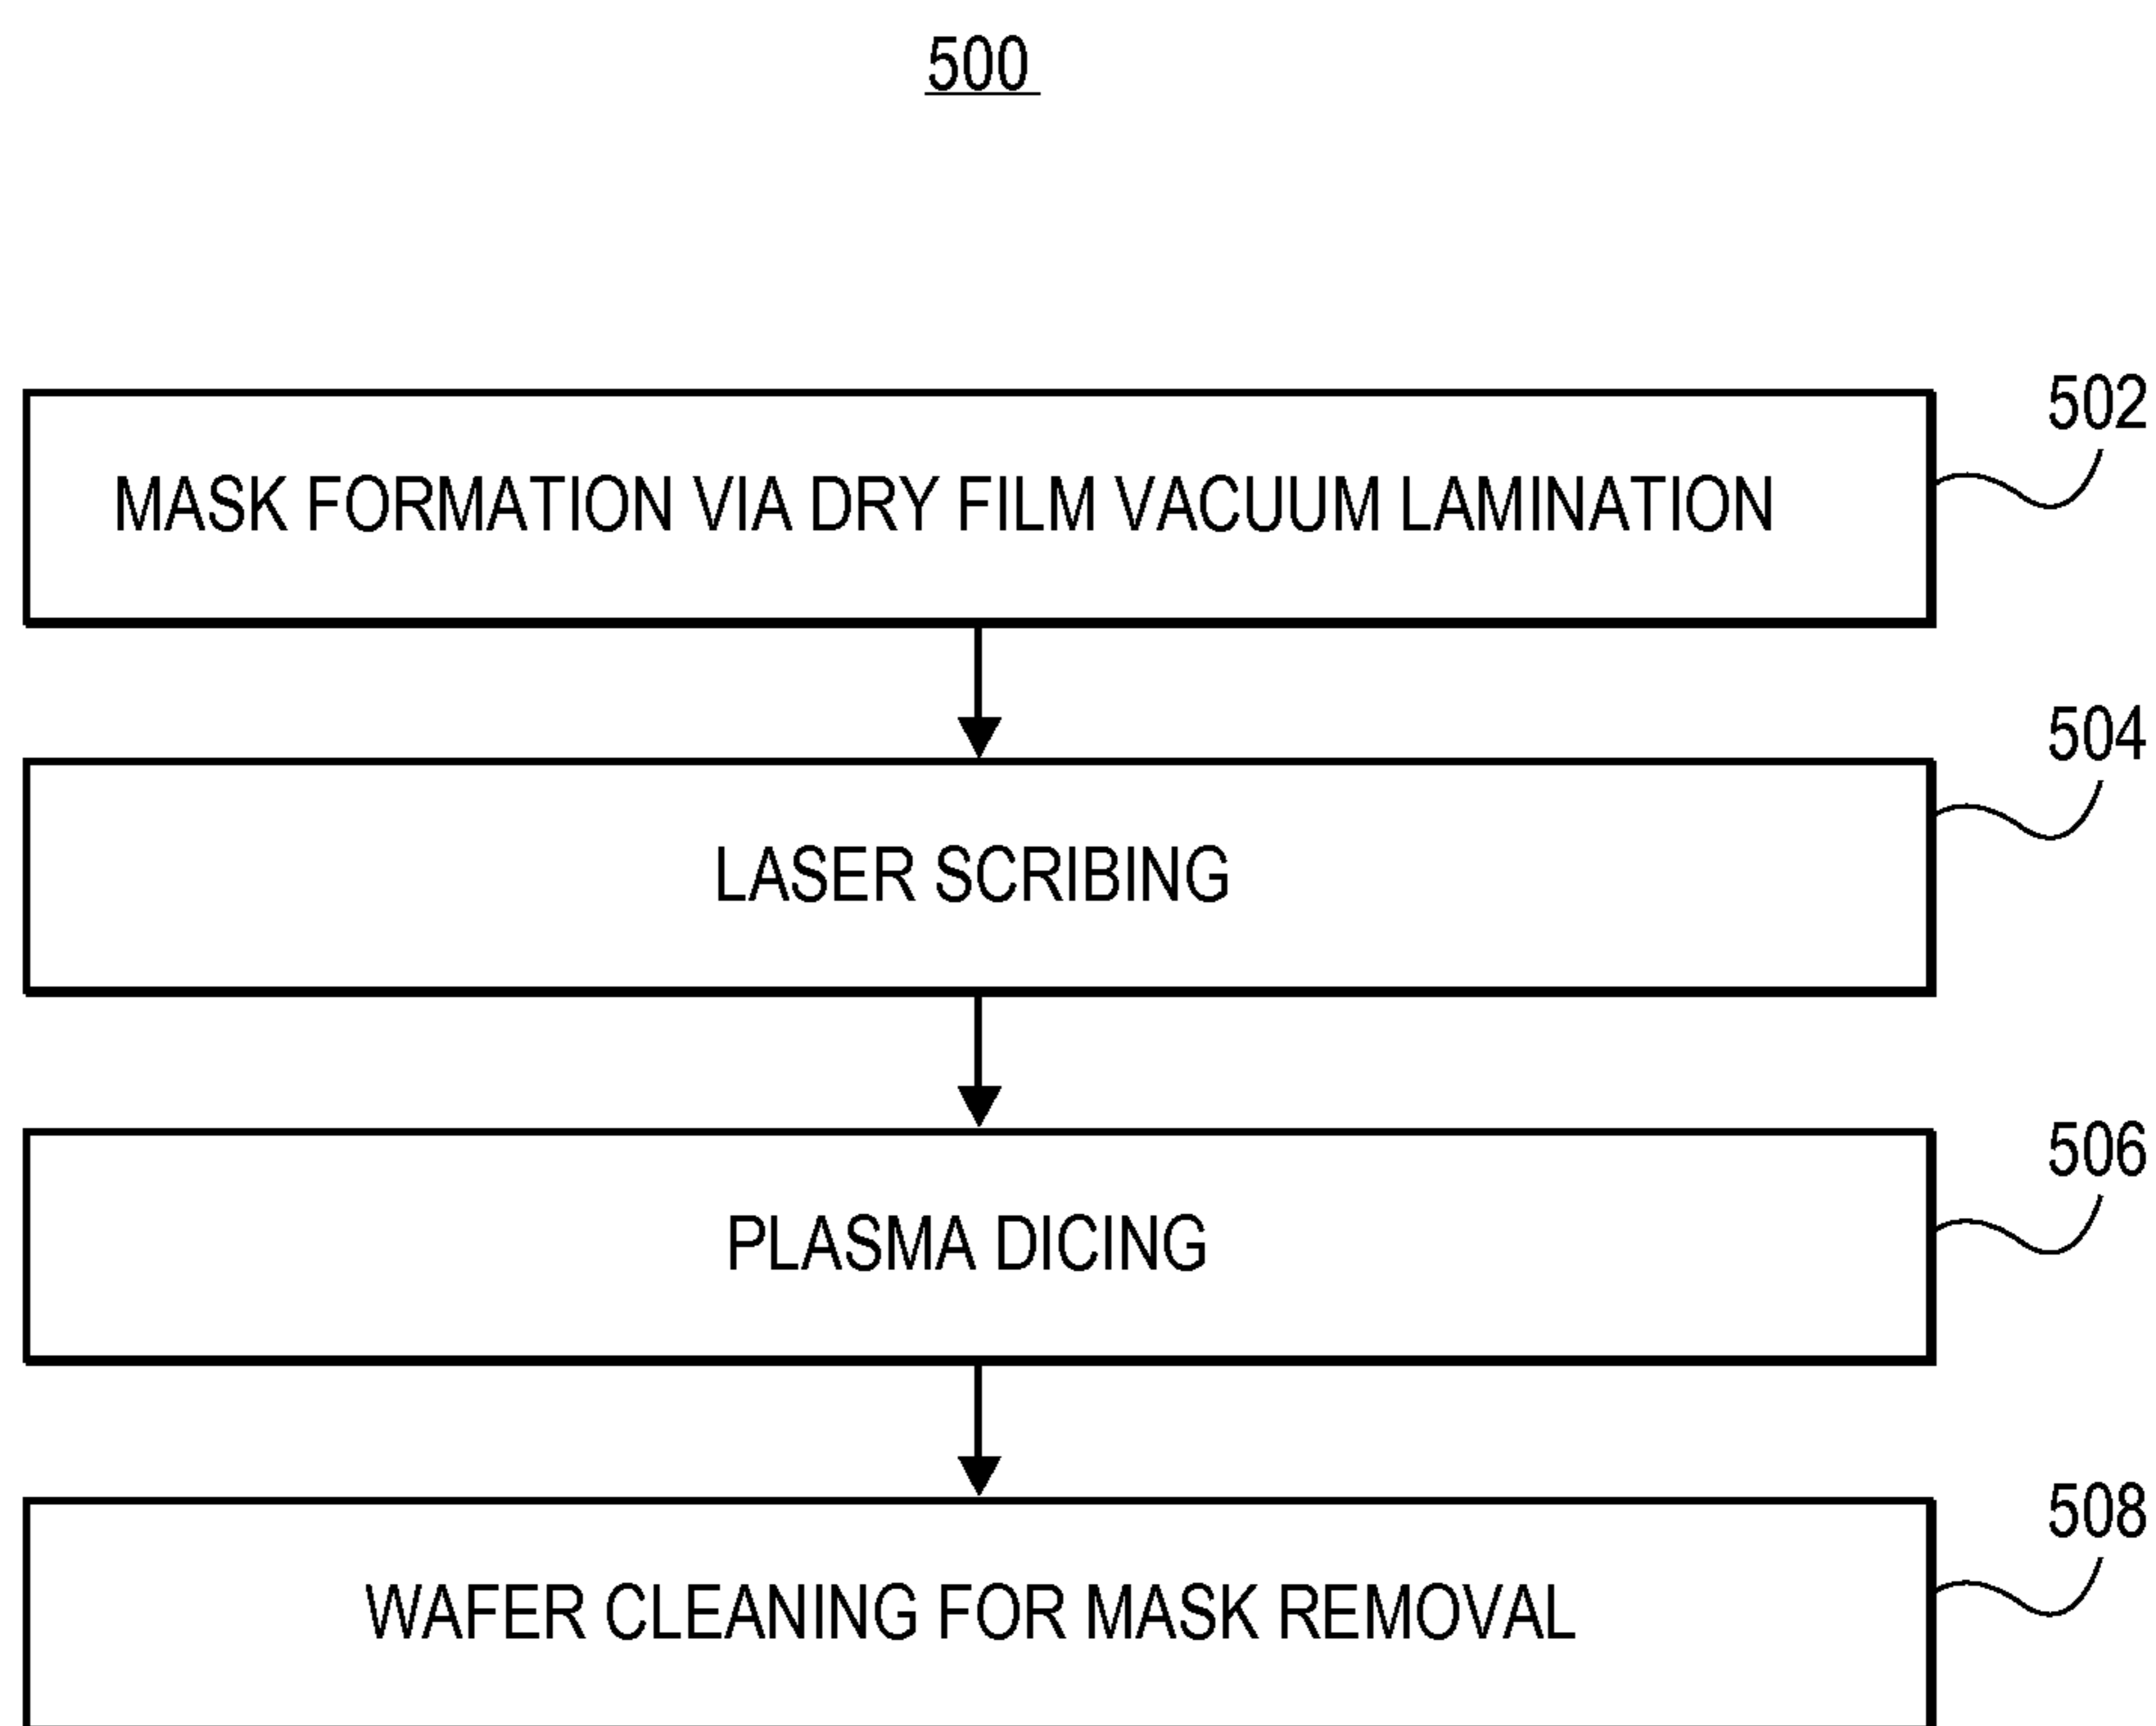 500
502
MASK FORMATION VIA DRY FILM VACUUM LAMINATION
504
LASER SCRIBING
506
PLASMA DICING
508
WAFER CLEANING FOR MASK REMOVAL